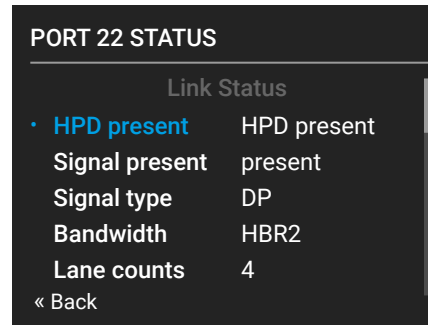 PORT 22 STATUS
Link Status
• HPD present HPD present
Signal present present
Signal type DP
Bandwidth HBR2
Lane counts 4
« Back